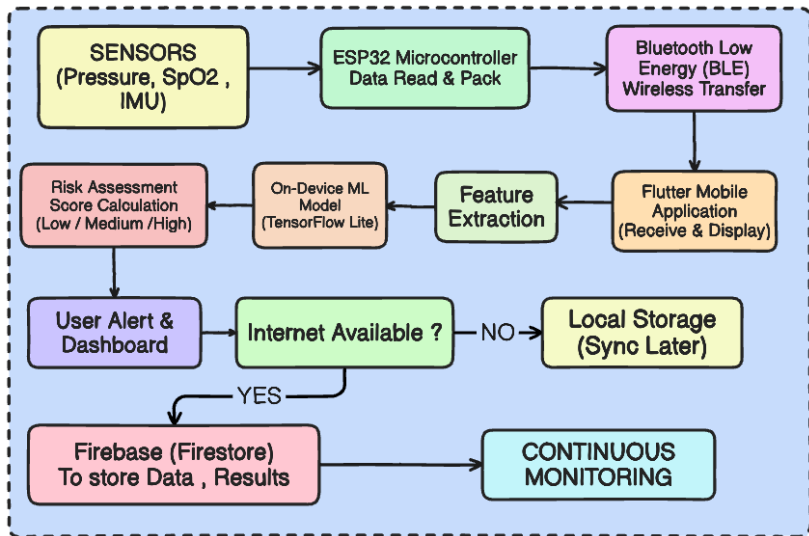 SENSORS
(Pressure, SpO2 ,
IMU)
ESP32 Microcontroller
Data Read & Pack
Bluetooth Low
Energy (BLE)
Wireless Transfer
Flutter Mobile
Application
(Receive & Display)
Feature
Extraction
On-Device ML
Model
(TensorFlow Lite)
Risk Assessment
Score Calculation
(Low / Medium /High)
User Alert &
Dashboard
Internet Available ?
NO
Local Storage
(Sync Later)
YES
Firebase (Firestore)
To store Data , Results
CONTINUOUS
MONITORING